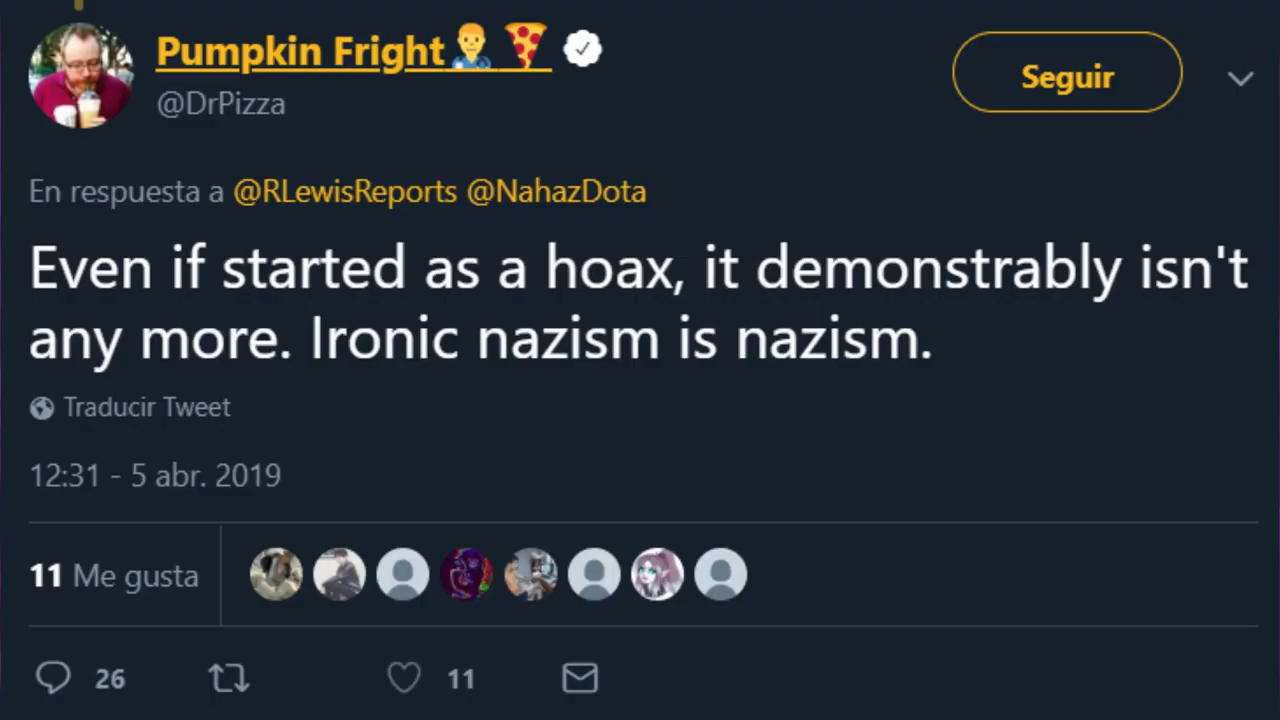 Pumpkin Fright
@DrPizza
Seguir
En respuesta a @RLewisReports @NahazDota
Even if started as a hoax, it demonstrably isn't
any more. Ironic nazism is nazism.
Traducir Tweet
12:31 - 5 abr. 2019
11 Me gusta
26
11